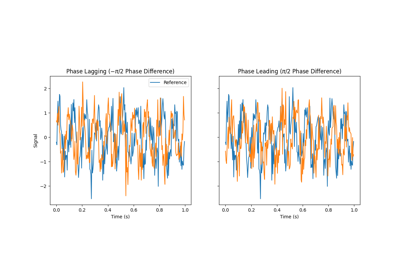 Phase Lagging (−π/2 Phase Difference)
Reference
Signal
2
1
0
−1
−2
0.0 0.2 0.4 0.6 0.8 1.0
Time (s)
Phase Leading (π/2 Phase Difference)
0.0 0.2 0.4 0.6 0.8 1.0
Time (s)